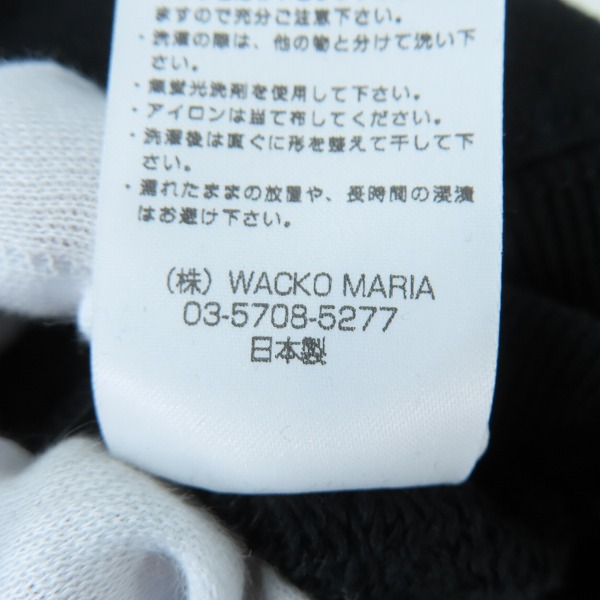 ますので充分ご注意下さい。
・洗濯の際は、他の物と分けて洗い下
さい。
・無蛍光洗剤を使用して下さい。
・アイロンは当て布してください。
・洗濯後は直ぐに形を整えて干して下
さい。
・濡れたままの放置や、長時間の浸漬
はお避け下さい。
(株) WACKO MARIA
03-5708-5277
日本製